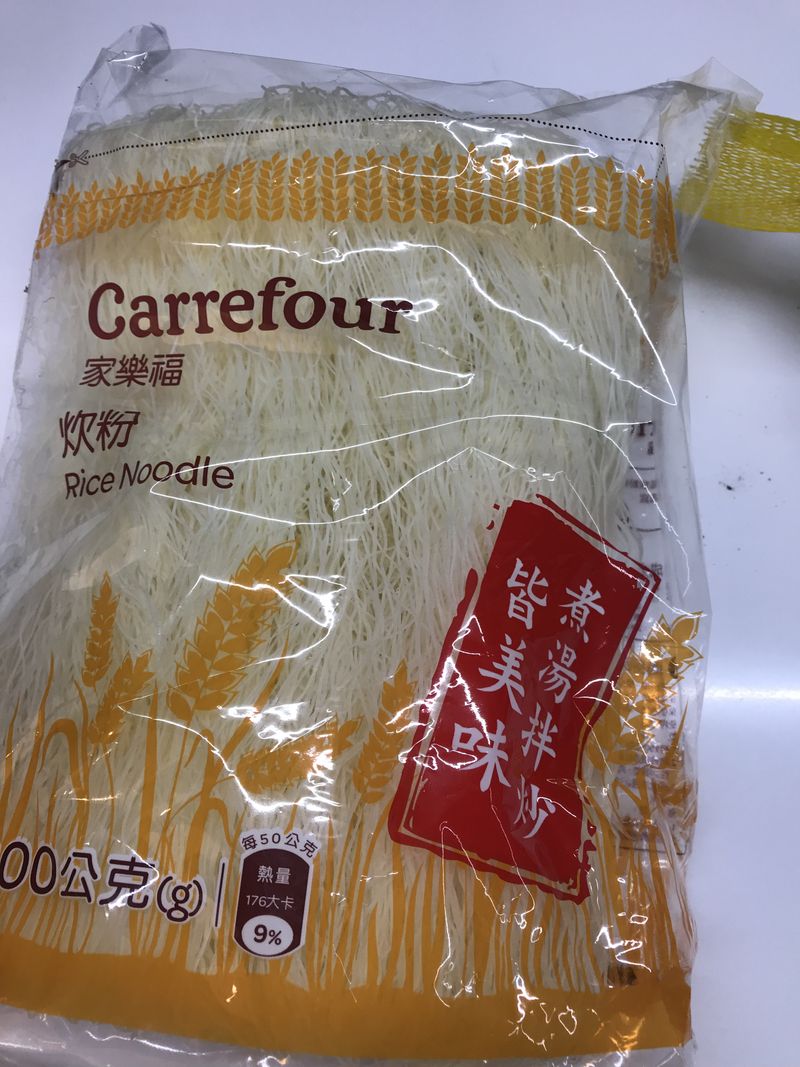 Carrefour
家樂福
炊粉
Rice Noodle
煮湯拌炒
皆美味
00公克(g)
每50公克
熱量
176大卡
9%